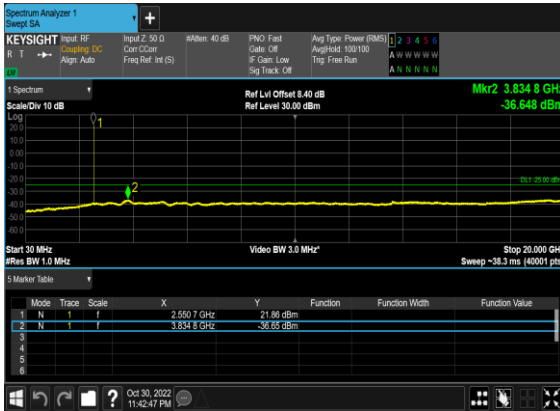 Spectrum Analyzer 1
Swept SA
+
KEYSIGHT
R T
LXI
Input: RF
Coupling: DC
Align: Auto
Input Z: 50 Ω
Corr CCorr
Freq Ref: Int (S)
#Atten: 40 dB
PNO: Fast
Gate: Off
IF Gain: Low
Sig Track: Off
Avg Type: Power (RMS)
Avg|Hold: 100/100
Trig: Free Run
1 2 3 4 5 6
A W W W W W
A N N N N N
1 Spectrum
Scale/Div 10 dB
Ref Lvl Offset 8.40 dB
Ref Level 30.00 dBm
Mkr2 3.834 8 GHz
-36.648 dBm
Log
20.0
10.0
0.00
-10.0
-20.0
-30.0
-40.0
-50.0
-60.0
1
2
DL1 -25.00 dBm
Start 30 MHz
#Res BW 1.0 MHz
Video BW 3.0 MHz*
Stop 20.000 GHz
Sweep ~38.3 ms (40001 pts)
5 Marker Table
Mode Trace Scale X Y Function Function Width Function Value
1 N 1 f 2.550 7 GHz 21.86 dBm
2 N 1 f 3.834 8 GHz -36.65 dBm
3
4
5
6
?
Oct 30, 2022
11:42:47 PM